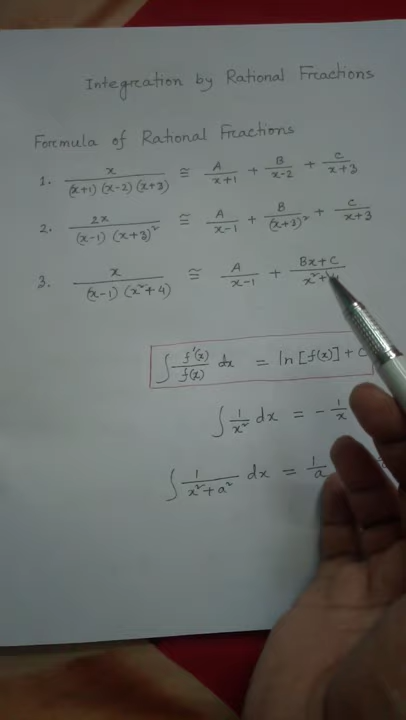 Integration by Rational Fractions
Formula of Rational Fractions
1. x/((x+1)(x-2)(x+3)) ≅ A/(x+1) + B/(x-2) + C/(x+3)
2. 2x/((x-1)(x+3)²) ≅ A/(x-1) + B/(x+3)² + C/(x+3)
3. x/((x-1)(x²+4)) ≅ A/(x-1) + (Bx+C)/(x²+
∫ f'(x)/f(x) dx = ln[f(x)] + C
∫ 1/x² dx = - 1/x
∫ 1/(x²+a²) dx = 1/a